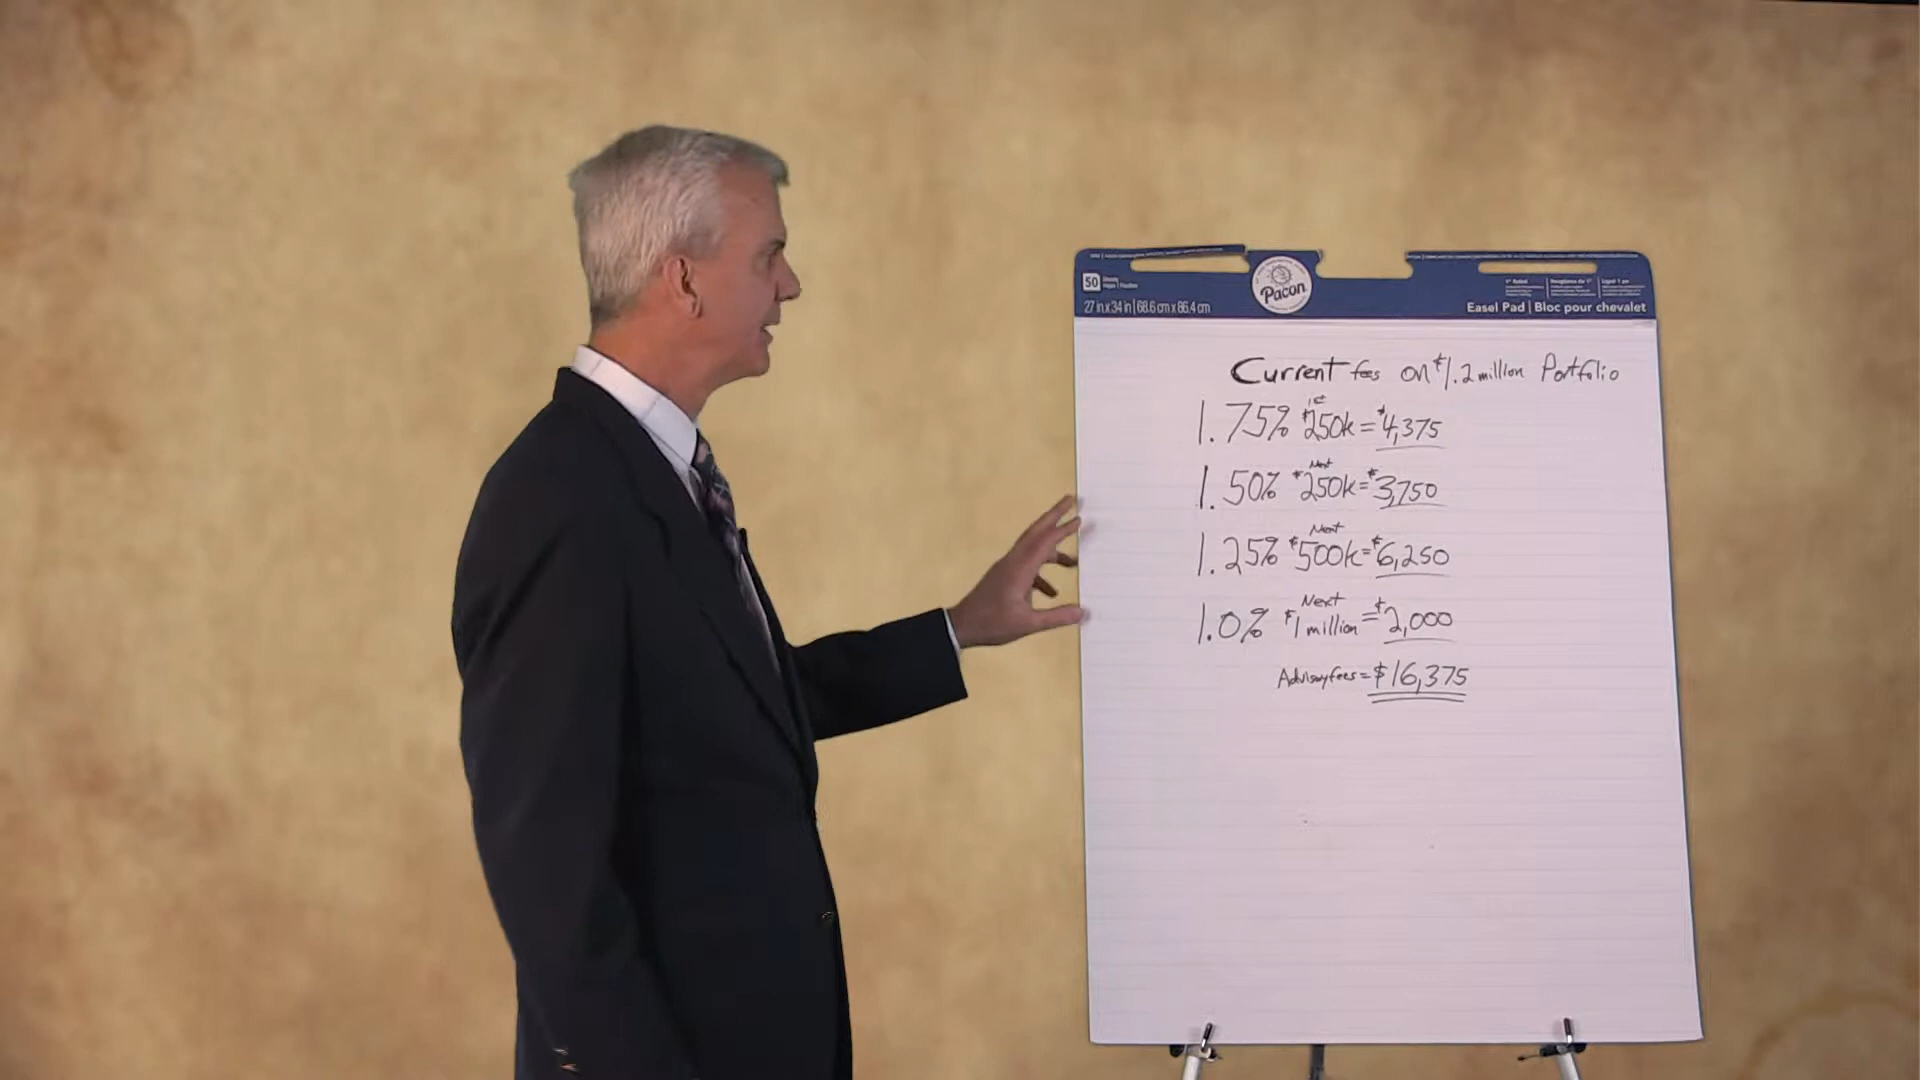 50
Pacon
27 in x 34 in | 68.6 cm x 86.4 cm
Easel Pad | Bloc pour chevalet
Current fees on $1.2 million Portfolio
1st
1.75% $250k = $4,375
Next
1.50% $250k = $3,750
Next
1.25% $500k = $6,250
Next
1.0% $1 million = $2,000
Advisory fees = $16,375